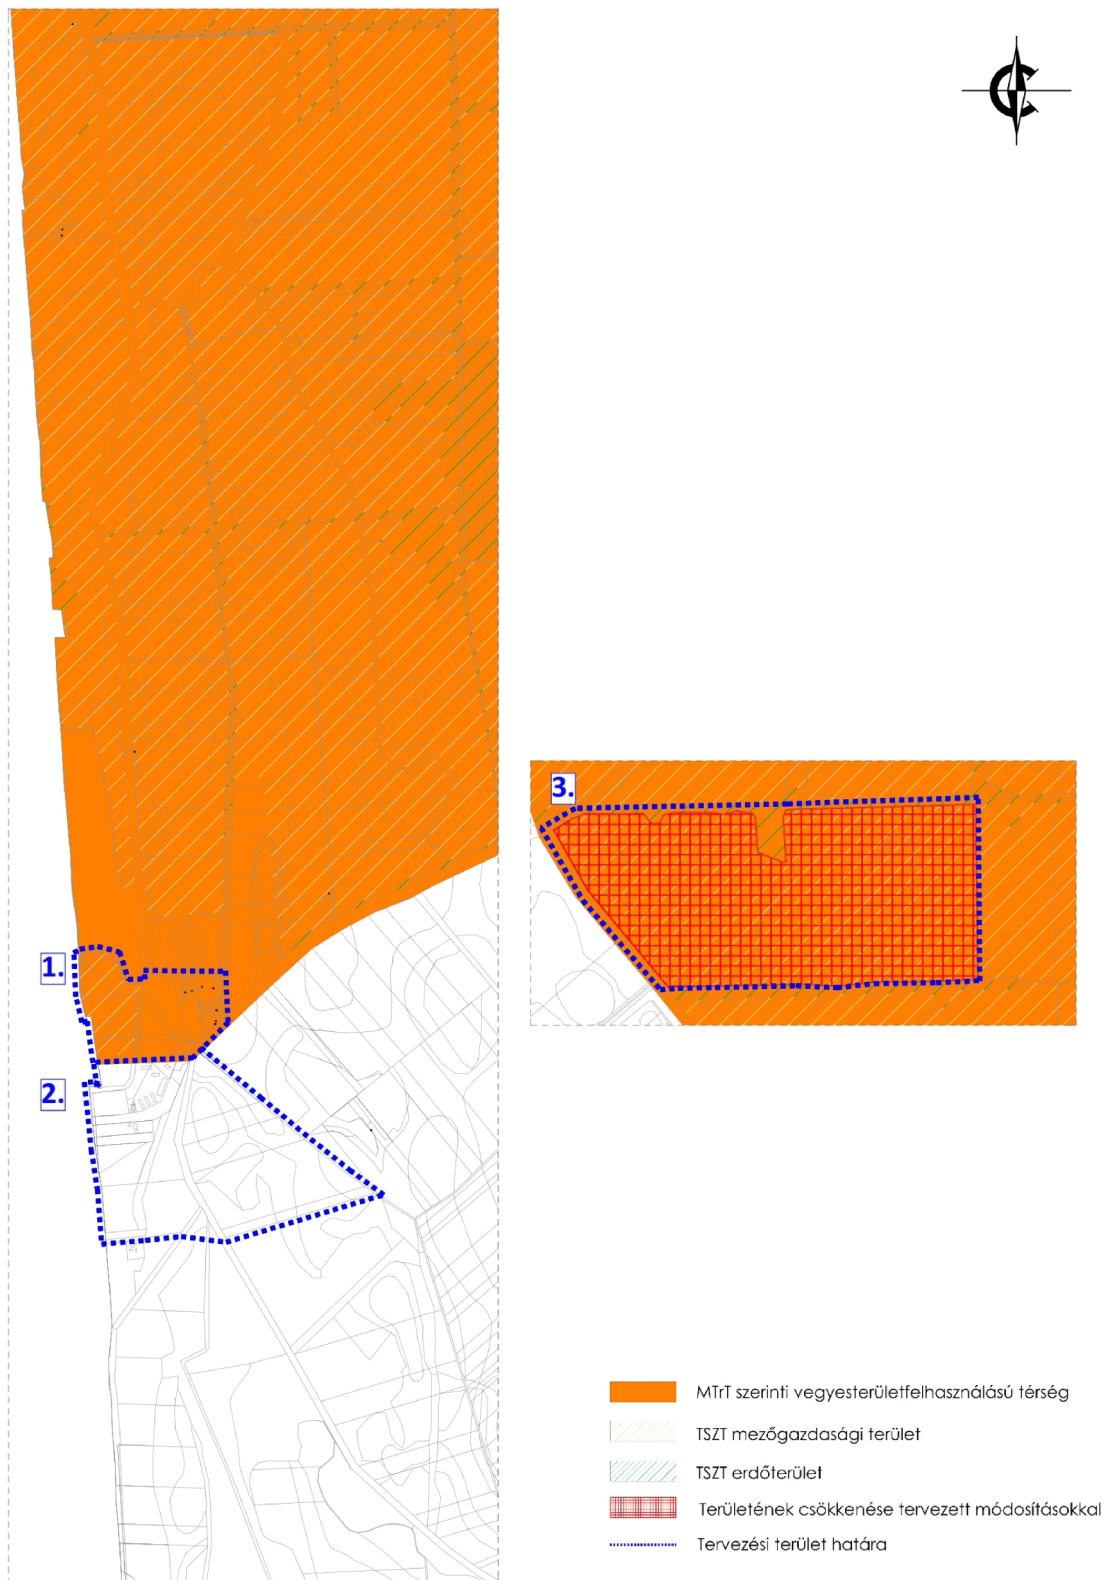 3.
1.
2.
MTrT szerinti vegyesterületfelhasználású térség
TSZT mezőgazdasági terület
TSZT erdőterület
Területének csökkenése tervezett módosításokkal
Tervezési terület határa